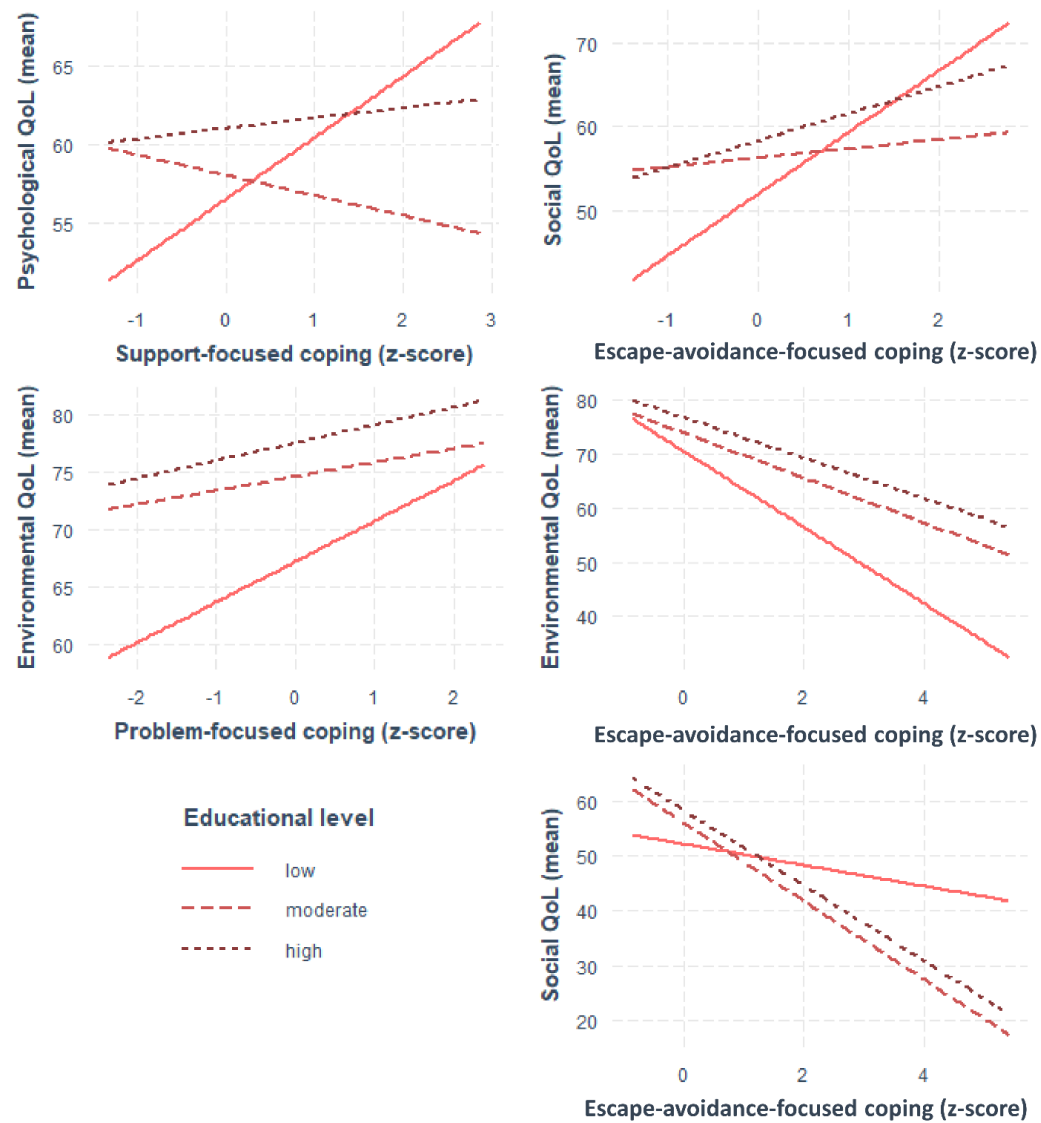 Psychological QoL (mean)
65
60
55
-1 0 1 2 3
Support-focused coping (z-score)
Social QoL (mean)
70
60
50
-1 0 1 2
Escape-avoidance-focused coping (z-score)
Environmental QoL (mean)
80
75
70
65
60
-2 -1 0 1 2
Problem-focused coping (z-score)
Environmental QoL (mean)
80
70
60
50
40
0 2 4
Escape-avoidance-focused coping (z-score)
Educational level
low
moderate
high
Social QoL (mean)
60
50
40
30
20
0 2 4
Escape-avoidance-focused coping (z-score)